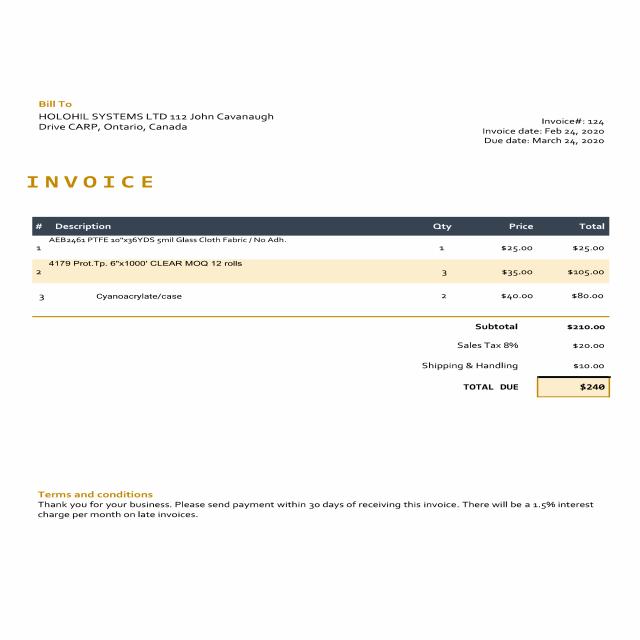 Bill To
HOLOHIL SYSTEMS LTD 112 John Cavanaugh
Drive CARP, Ontario, Canada
Invoice#: 124
Invoice date: Feb 24, 2020
Due date: March 24, 2020
INVOICE
# Description Qty Price Total
1 AEB2461 PTFE 10"x36YDS 5mil Glass Cloth Fabric / No Adh. 1 $25.00 $25.00
2 4179 Prot.Tp. 6"x1000' CLEAR MOQ 12 rolls 3 $35.00 $105.00
3 Cyanoacrylate/case 2 $40.00 $80.00
Subtotal $210.00
Sales Tax 8% $20.00
Shipping & Handling $10.00
TOTAL DUE $240
Terms and conditions
Thank you for your business. Please send payment within 30 days of receiving this invoice. There will be a 1.5% interest
charge per month on late invoices.